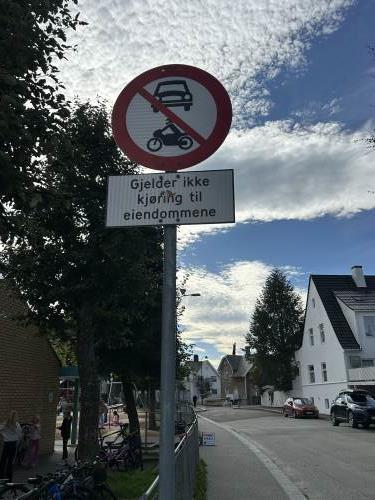 Gjelder ikke
kjøring til
eiendommene